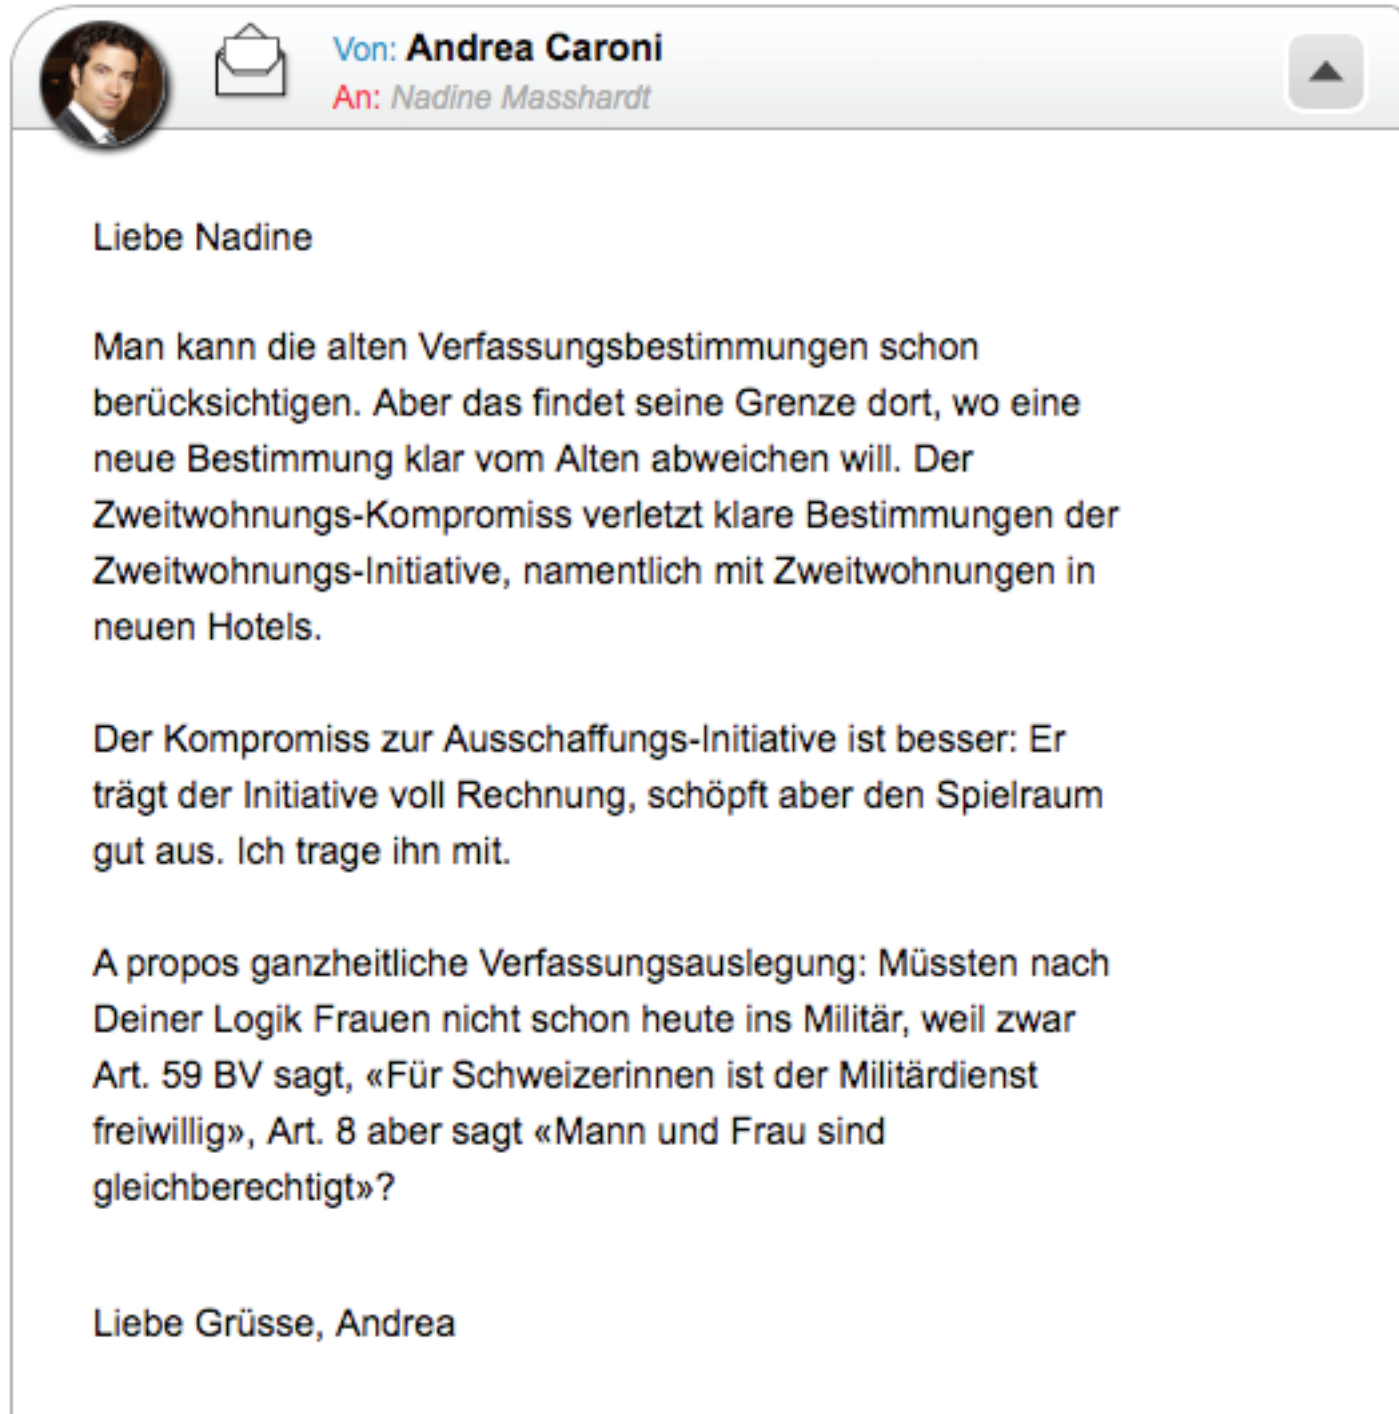 Von: Andrea Caroni
An: Nadine Masshardt
Liebe Nadine
Man kann die alten Verfassungsbestimmungen schon
berücksichtigen. Aber das findet seine Grenze dort, wo eine
neue Bestimmung klar vom Alten abweichen will. Der
Zweitwohnungs-Kompromiss verletzt klare Bestimmungen der
Zweitwohnungs-Initiative, namentlich mit Zweitwohnungen in
neuen Hotels.
Der Kompromiss zur Ausschaffungs-Initiative ist besser: Er
trägt der Initiative voll Rechnung, schöpft aber den Spielraum
gut aus. Ich trage ihn mit.
A propos ganzheitliche Verfassungsauslegung: Müssten nach
Deiner Logik Frauen nicht schon heute ins Militär, weil zwar
Art. 59 BV sagt, «Für Schweizerinnen ist der Militärdienst
freiwillig», Art. 8 aber sagt «Mann und Frau sind
gleichberechtigt»?
Liebe Grüsse, Andrea